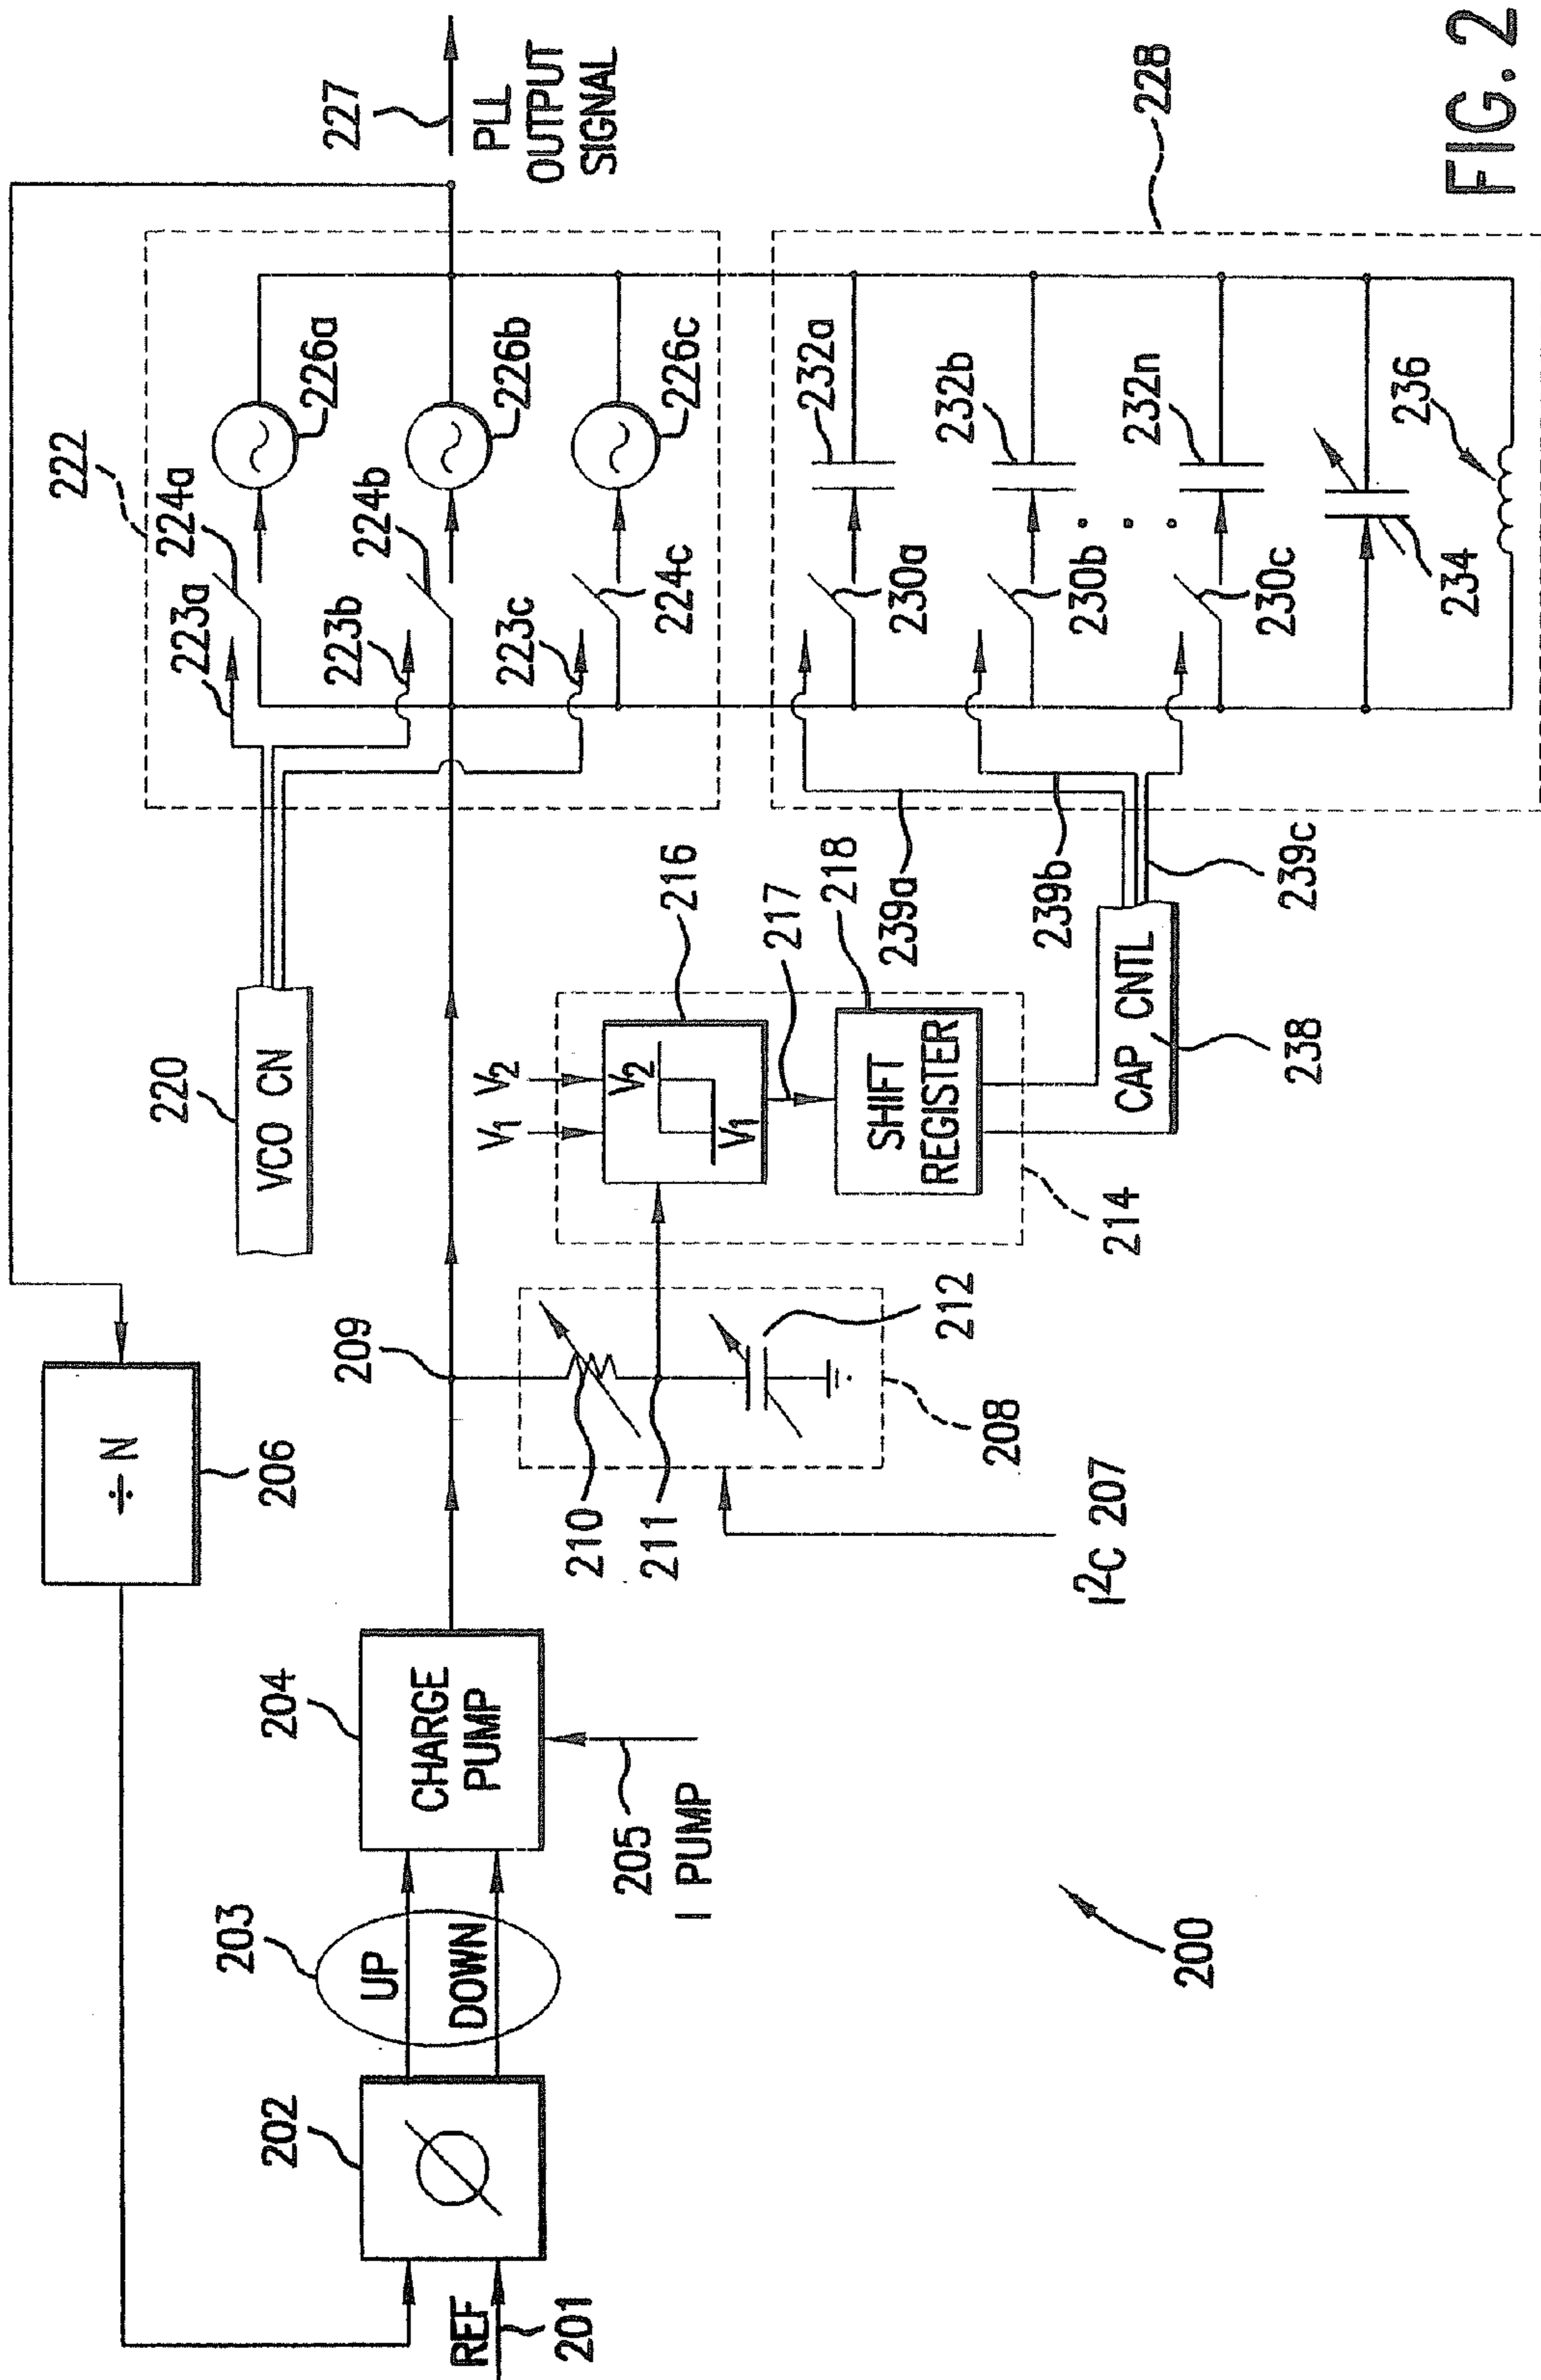 227
PLL
OUTPUT
SIGNAL
222
224a
223a
226a
224b
223b
226b
223c
224c
226c
220
VCO CN
÷ N
206
228
232a
230a
232b
230b
232n
230c
234
236
216
V1 V2
V2
V1
217
218
SHIFT
REGISTER
214
239a
239b
239c
CAP CNTL
238
209
210
211
212
208
I2C 207
204
CHARGE
PUMP
205
I PUMP
203
UP
DOWN
202
∅
REF
201
200
FIG. 2